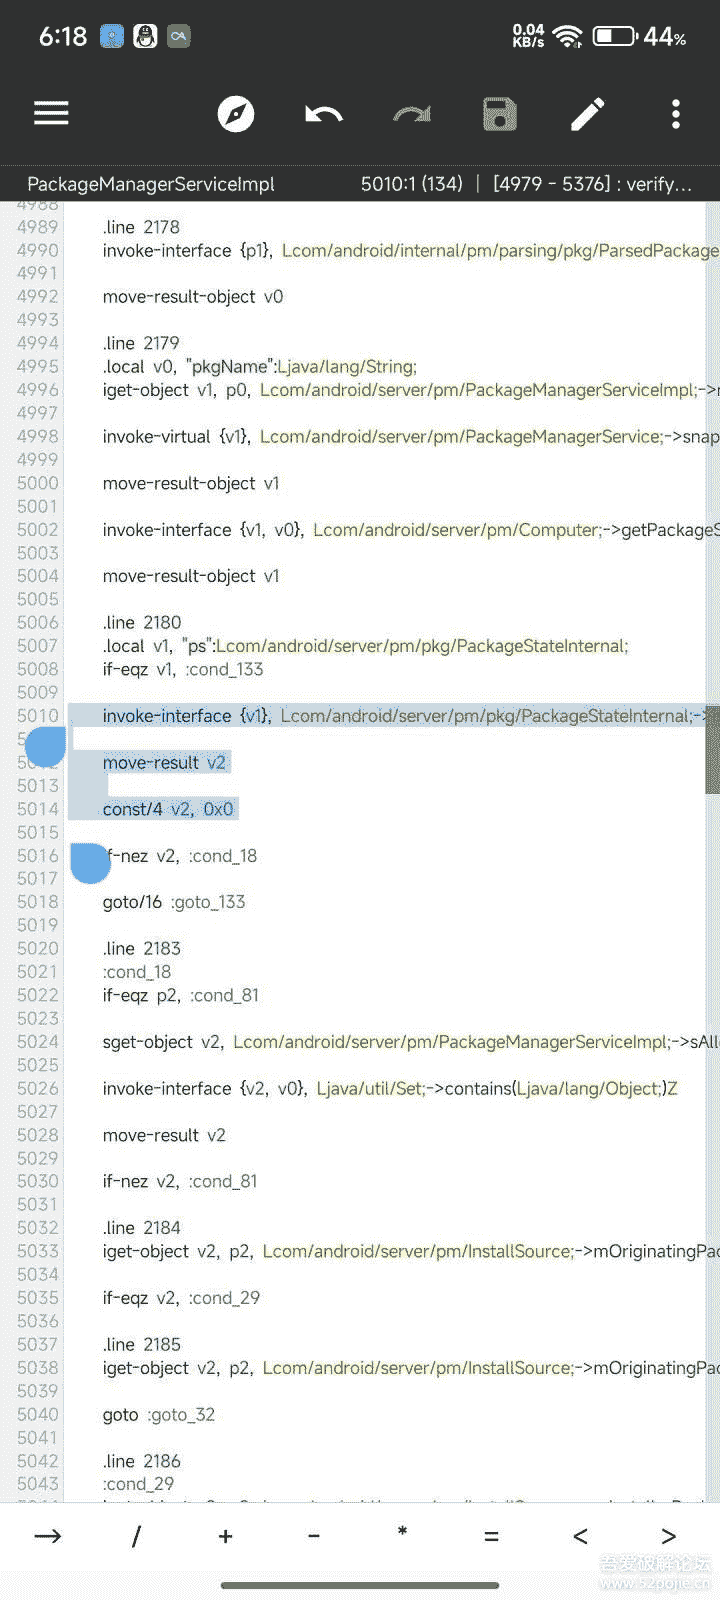 6:18
0.04 KB/s
44%
PackageManagerServiceImpl 5010:1 (134) | [4979 - 5376] : verify...
4988
4989 .line 2178
4990 invoke-interface {p1}, Lcom/android/internal/pm/parsing/pkg/ParsedPackage
4991
4992 move-result-object v0
4993
4994 .line 2179
4995 .local v0, "pkgName":Ljava/lang/String;
4996 iget-object v1, p0, Lcom/android/server/pm/PackageManagerServiceImpl;->
4997
4998 invoke-virtual {v1}, Lcom/android/server/pm/PackageManagerService;->snap
4999
5000 move-result-object v1
5001
5002 invoke-interface {v1, v0}, Lcom/android/server/pm/Computer;->getPackageS
5003
5004 move-result-object v1
5005
5006 .line 2180
5007 .local v1, "ps":Lcom/android/server/pm/pkg/PackageStateInternal;
5008 if-eqz v1, :cond_133
5009
5010 invoke-interface {v1}, Lcom/android/server/pm/pkg/PackageStateInternal;->
move-result v2
5013
5014 const/4 v2, 0x0
5015
5016 f-nez v2, :cond_18
5017
5018 goto/16 :goto_133
5019
5020 .line 2183
5021 :cond_18
5022 if-eqz p2, :cond_81
5023
5024 sget-object v2, Lcom/android/server/pm/PackageManagerServiceImpl;->sAll
5025
5026 invoke-interface {v2, v0}, Ljava/util/Set;->contains(Ljava/lang/Object;)Z
5027
5028 move-result v2
5029
5030 if-nez v2, :cond_81
5031
5032 .line 2184
5033 iget-object v2, p2, Lcom/android/server/pm/InstallSource;->mOriginatingPac
5034
5035 if-eqz v2, :cond_29
5036
5037 .line 2185
5038 iget-object v2, p2, Lcom/android/server/pm/InstallSource;->mOriginatingPac
5039
5040 goto :goto_32
5041
5042 .line 2186
5043 :cond_29
→ / + - * = < >
吾爱破解论坛
www.52pojie.cn